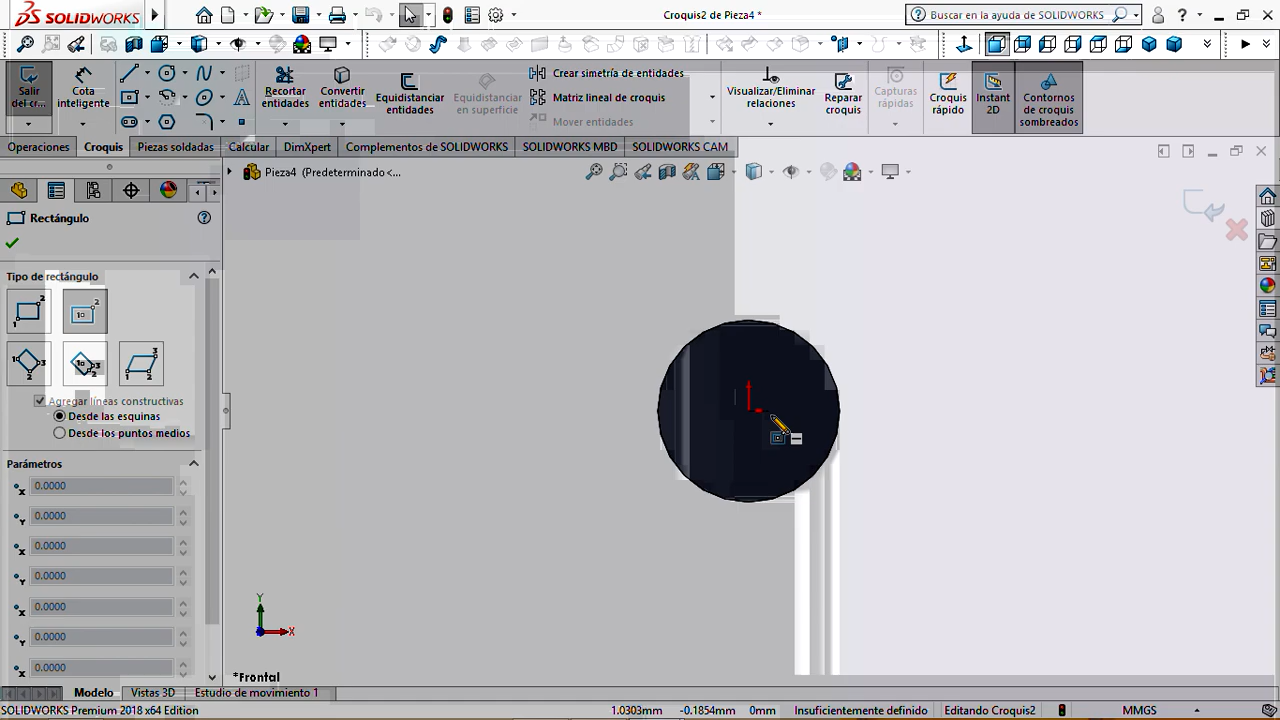 SOLIDWORKS
Croquis2 de Pieza4 *
Buscar en la ayuda de SOLIDWORKS
Salir del cr...
Cota inteligente
Recortar entidades
Convertir entidades
Equidistanciar entidades
Equidistanciar en superficie
Crear simetría de entidades
Matriz lineal de croquis
Mover entidades
Visualizar/Eliminar relaciones
Reparar croquis
Capturas rápidas
Croquis rápido
Instant 2D
Contornos de croquis sombreados
Operaciones
Croquis
Piezas soldadas
Calcular
DimXpert
Complementos de SOLIDWORKS
SOLIDWORKS MBD
SOLIDWORKS CAM
Pieza4 (Predeterminado<...
Rectángulo
Tipo de rectángulo
Agregar líneas constructivas
Desde las esquinas
Desde los puntos medios
Parámetros
0.0000
0.0000
0.0000
0.0000
0.0000
0.0000
0.0000
Y
X
*Frontal
Modelo
Vistas 3D
Estudio de movimiento 1
SOLIDWORKS Premium 2018 x64 Edition
1.0303mm
-0.1854mm
0mm
Insuficientemente definido
Editando Croquis2
MMGS